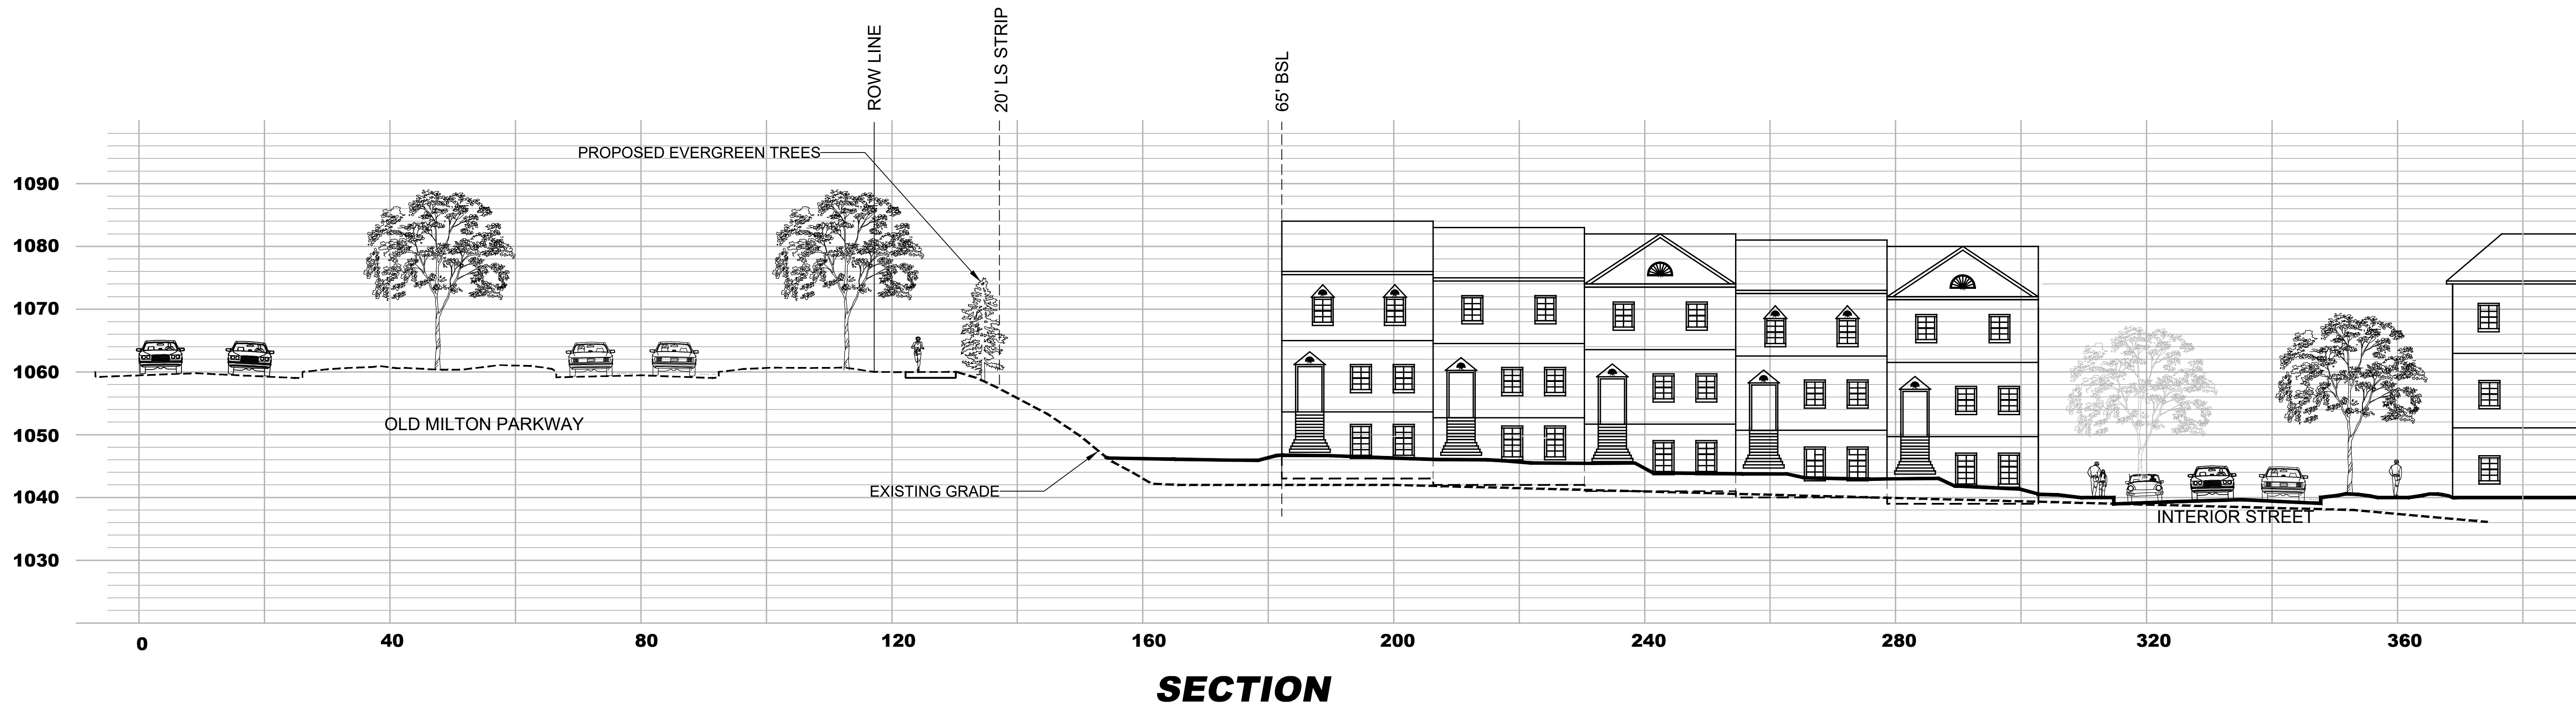 ROW LINE
20' LS STRIP
65' BSL
PROPOSED EVERGREEN TREES
1090
1080
1070
1060
1050
1040
1030
OLD MILTON PARKWAY
EXISTING GRADE
INTERIOR STREET
0 40 80 120 160 200 240 280 320 360
SECTION